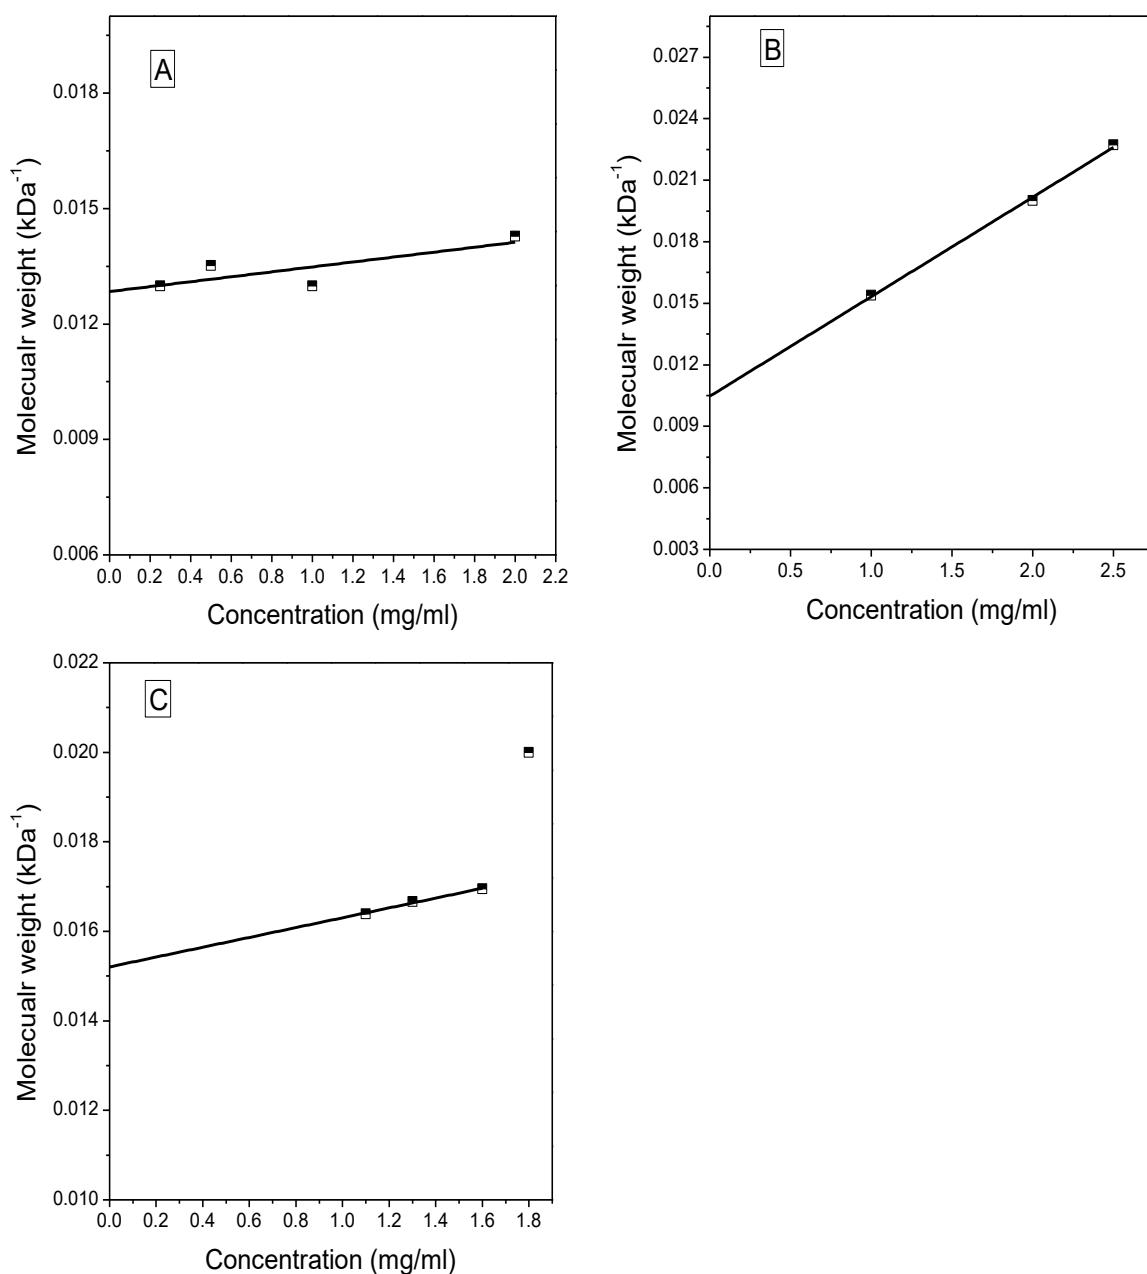 A
0.018
0.015
0.012
0.009
0.006
Molecualr weight (kDa⁻¹)
0.0 0.2 0.4 0.6 0.8 1.0 1.2 1.4 1.6 1.8 2.0 2.2
Concentration (mg/ml)
B
0.027
0.024
0.021
0.018
0.015
0.012
0.009
0.006
0.003
Molecualr weight (kDa⁻¹)
0.0 0.5 1.0 1.5 2.0 2.5
Concentration (mg/ml)
C
0.022
0.020
0.018
0.016
0.014
0.012
0.010
Molecualr weight (kDa⁻¹)
0.0 0.2 0.4 0.6 0.8 1.0 1.2 1.4 1.6 1.8
Concentration (mg/ml)